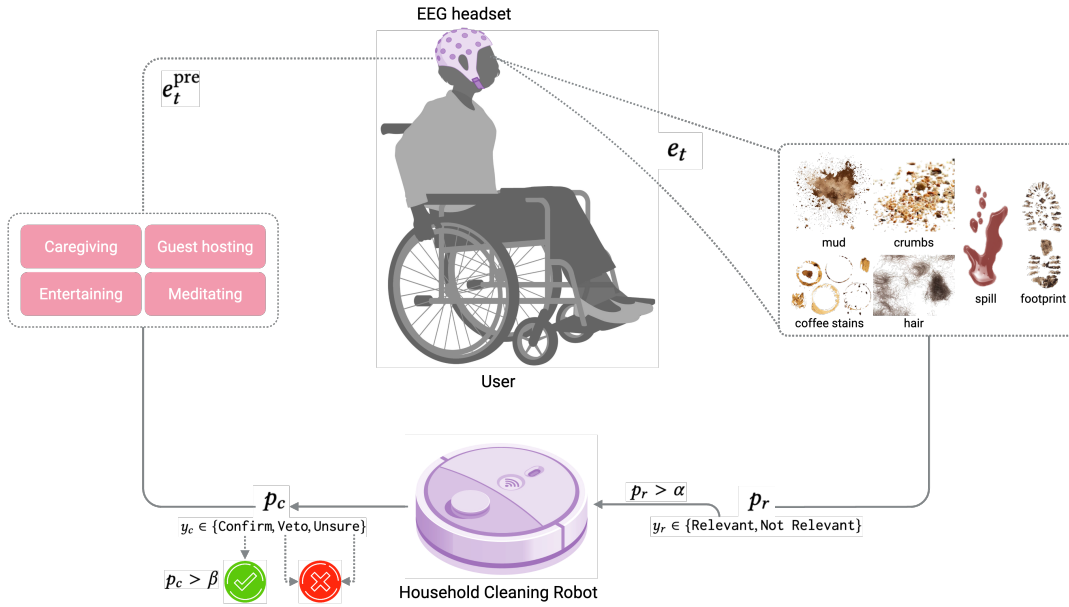 EEG headset
e_t^pre
e_t
Caregiving
Guest hosting
Entertaining
Meditating
mud
crumbs
coffee stains
hair
spill
footprint
User
p_c
y_c ∈ {Confirm, Veto, Unsure}
p_c > β
p_r > α
p_r
y_r ∈ {Relevant, Not Relevant}
Household Cleaning Robot